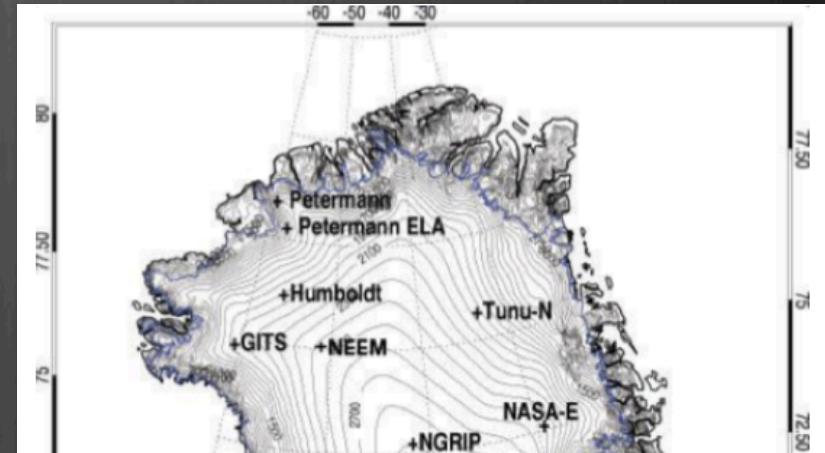 -60 -50 -40 -30
80
77.50
Petermann
Petermann ELA
77.50
2100
Humboldt
Tunu-N
75
GITS
NEEM
75
2700
NASA-E
1500
NGRIP
72.50